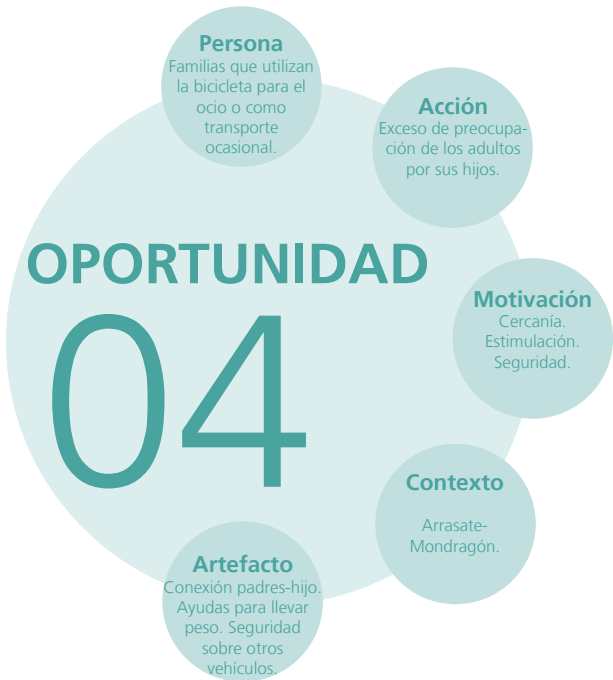 Persona
Familias que utilizan
la bicicleta para el
ocio o como
transporte
ocasional.
Acción
Exceso de preocupa-
ción de los adultos
por sus hijos.
OPORTUNIDAD
04
Motivación
Cercanía.
Estimulación.
Seguridad.
Contexto
Arrasate-
Mondragón.
Artefacto
Conexión padres-hijo.
Ayudas para llevar
peso. Seguridad
sobre otros
vehículos.